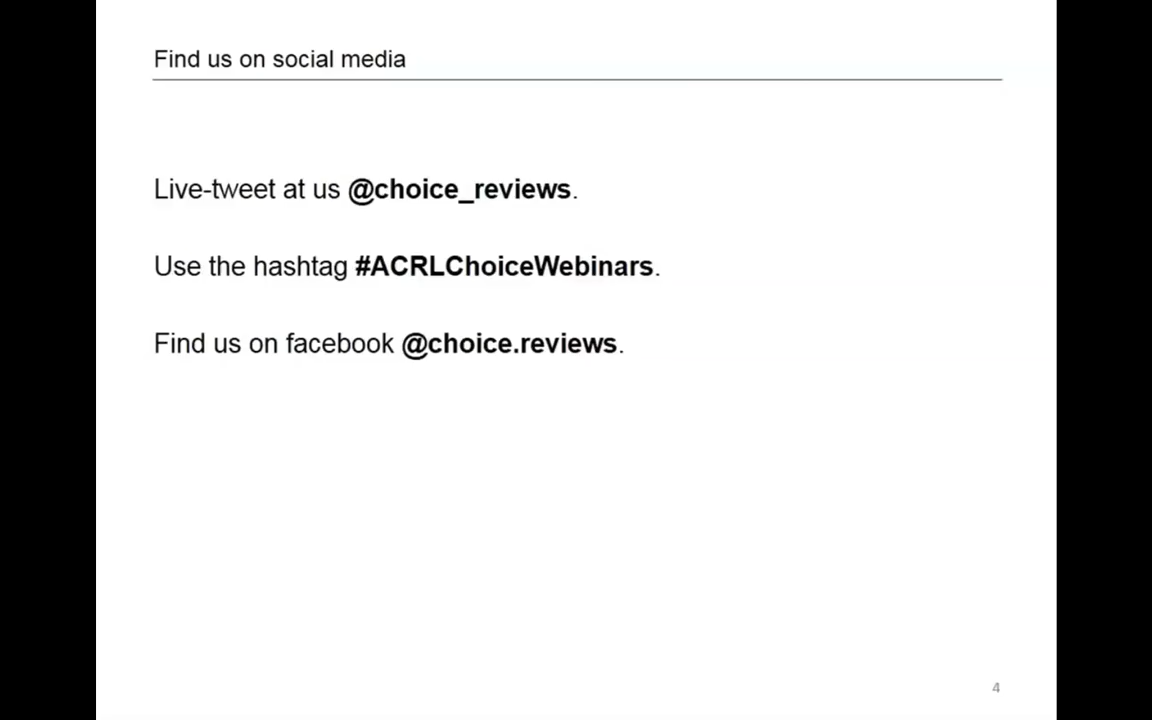 Find us on social media
Live-tweet at us @choice_reviews.
Use the hashtag #ACRLChoiceWebinars.
Find us on facebook @choice.reviews.
4